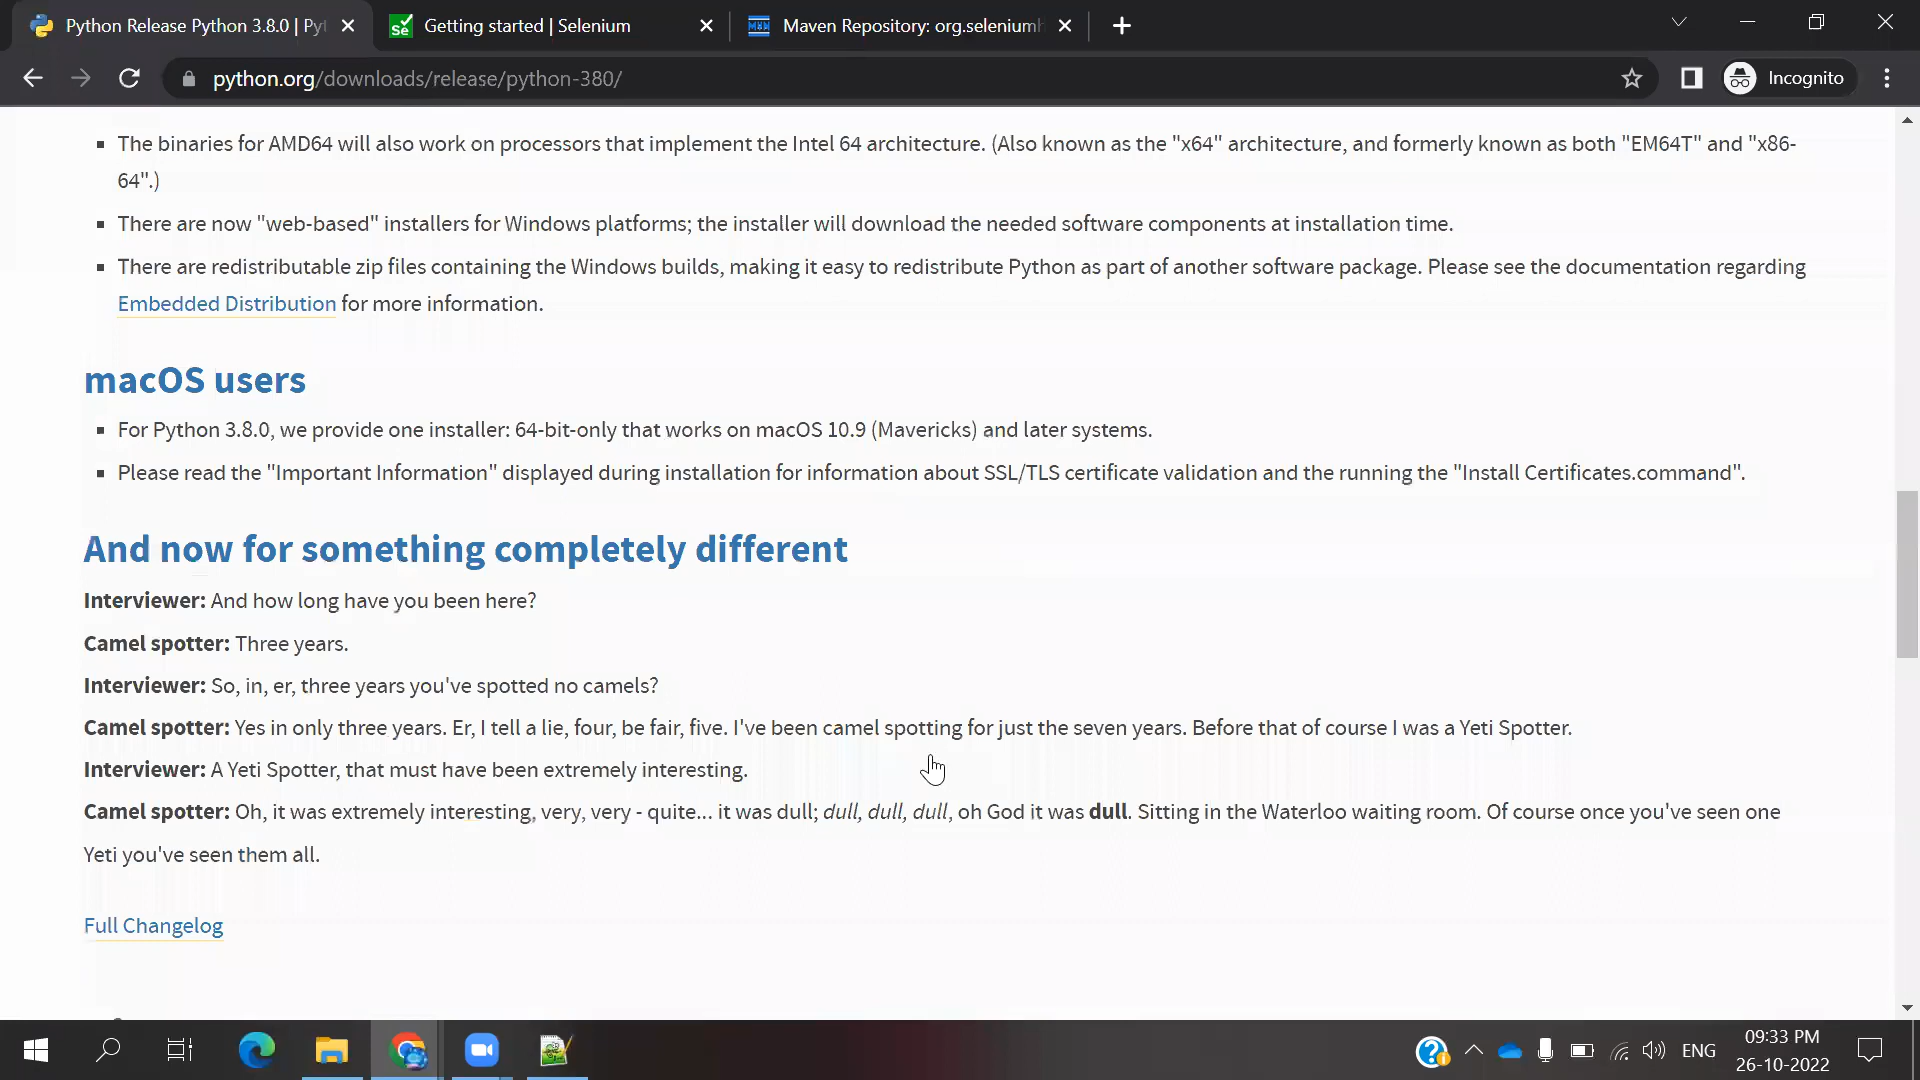 Python Release Python 3.8.0 | Pyt
Getting started | Selenium
Maven Repository: org.seleniumh
python.org/downloads/release/python-380/
Incognito
The binaries for AMD64 will also work on processors that implement the Intel 64 architecture. (Also known as the "x64" architecture, and formerly known as both "EM64T" and "x86-
64".)
There are now "web-based" installers for Windows platforms; the installer will download the needed software components at installation time.
There are redistributable zip files containing the Windows builds, making it easy to redistribute Python as part of another software package. Please see the documentation regarding
Embedded Distribution for more information.
macOS users
For Python 3.8.0, we provide one installer: 64-bit-only that works on macOS 10.9 (Mavericks) and later systems.
Please read the "Important Information" displayed during installation for information about SSL/TLS certificate validation and the running the "Install Certificates.command".
And now for something completely different
Interviewer: And how long have you been here?
Camel spotter: Three years.
Interviewer: So, in, er, three years you've spotted no camels?
Camel spotter: Yes in only three years. Er, I tell a lie, four, be fair, five. I've been camel spotting for just the seven years. Before that of course I was a Yeti Spotter.
Interviewer: A Yeti Spotter, that must have been extremely interesting.
Camel spotter: Oh, it was extremely interesting, very, very - quite... it was dull; dull, dull, dull, oh God it was dull. Sitting in the Waterloo waiting room. Of course once you've seen one
Yeti you've seen them all.
Full Changelog
ENG
09:33 PM
26-10-2022